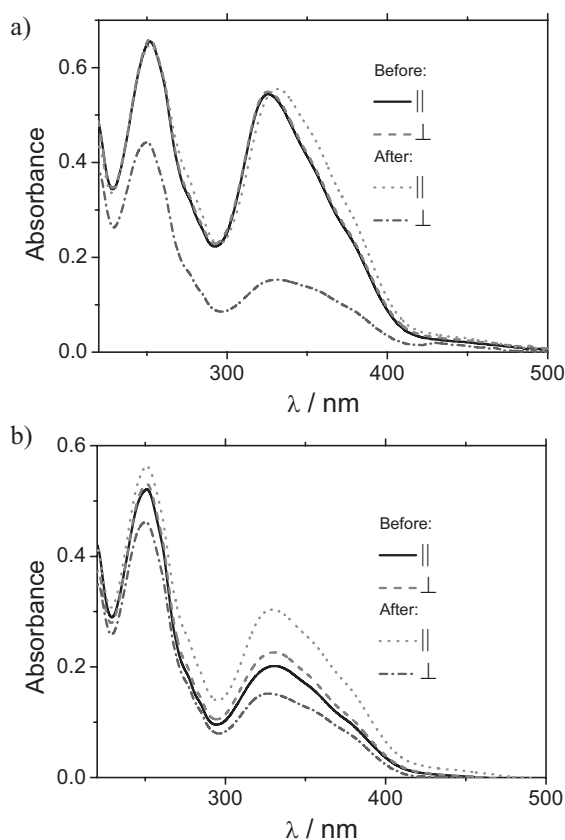 a)
0.6
0.4
0.2
0.0
Absorbance
Before:
||
⊥
After:
||
⊥
300
400
500
λ / nm
b)
0.6
0.4
0.2
0.0
Absorbance
Before:
||
⊥
After:
||
⊥
300
400
500
λ / nm